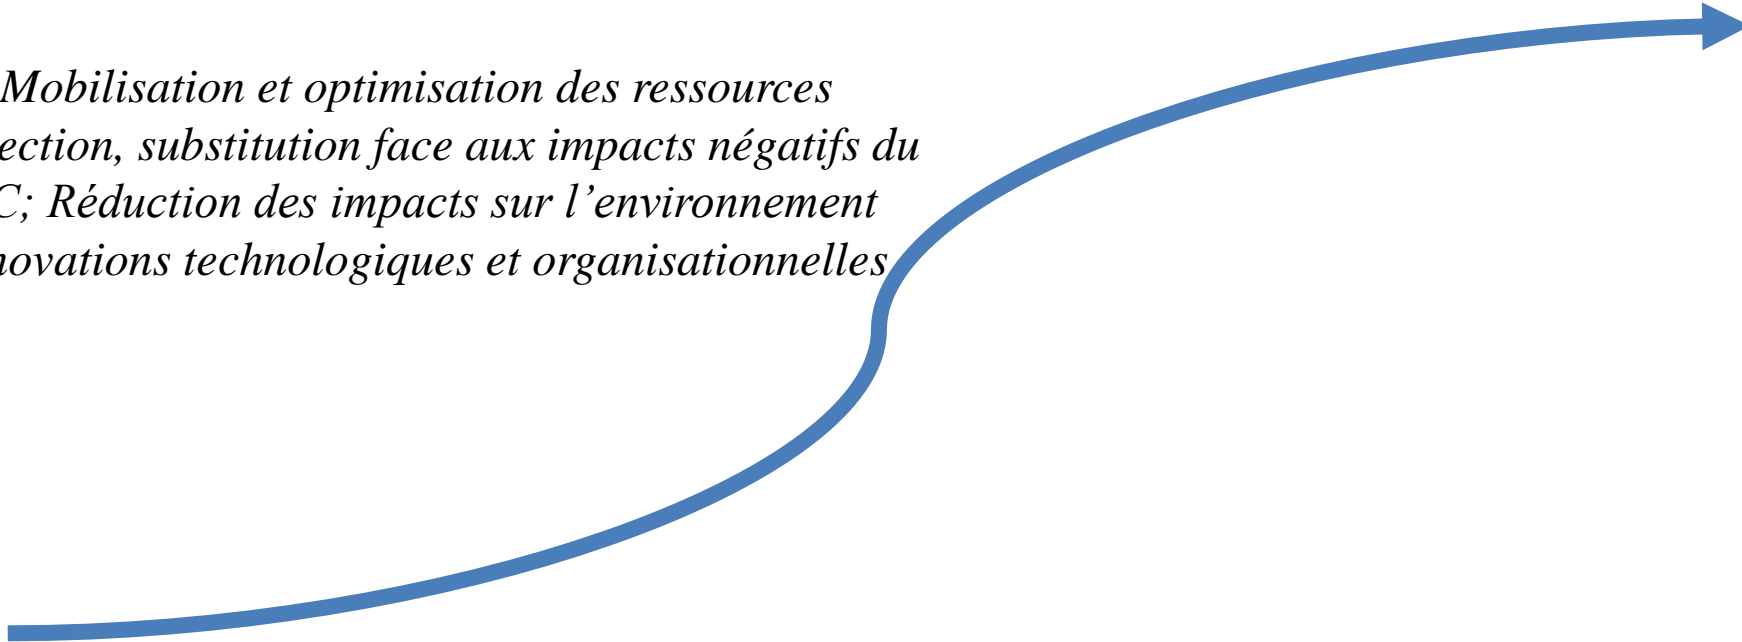 Mobilisation et optimisation des ressources
ection, substitution face aux impacts négatifs du
C; Réduction des impacts sur l’environnement
novations technologiques et organisationnelles